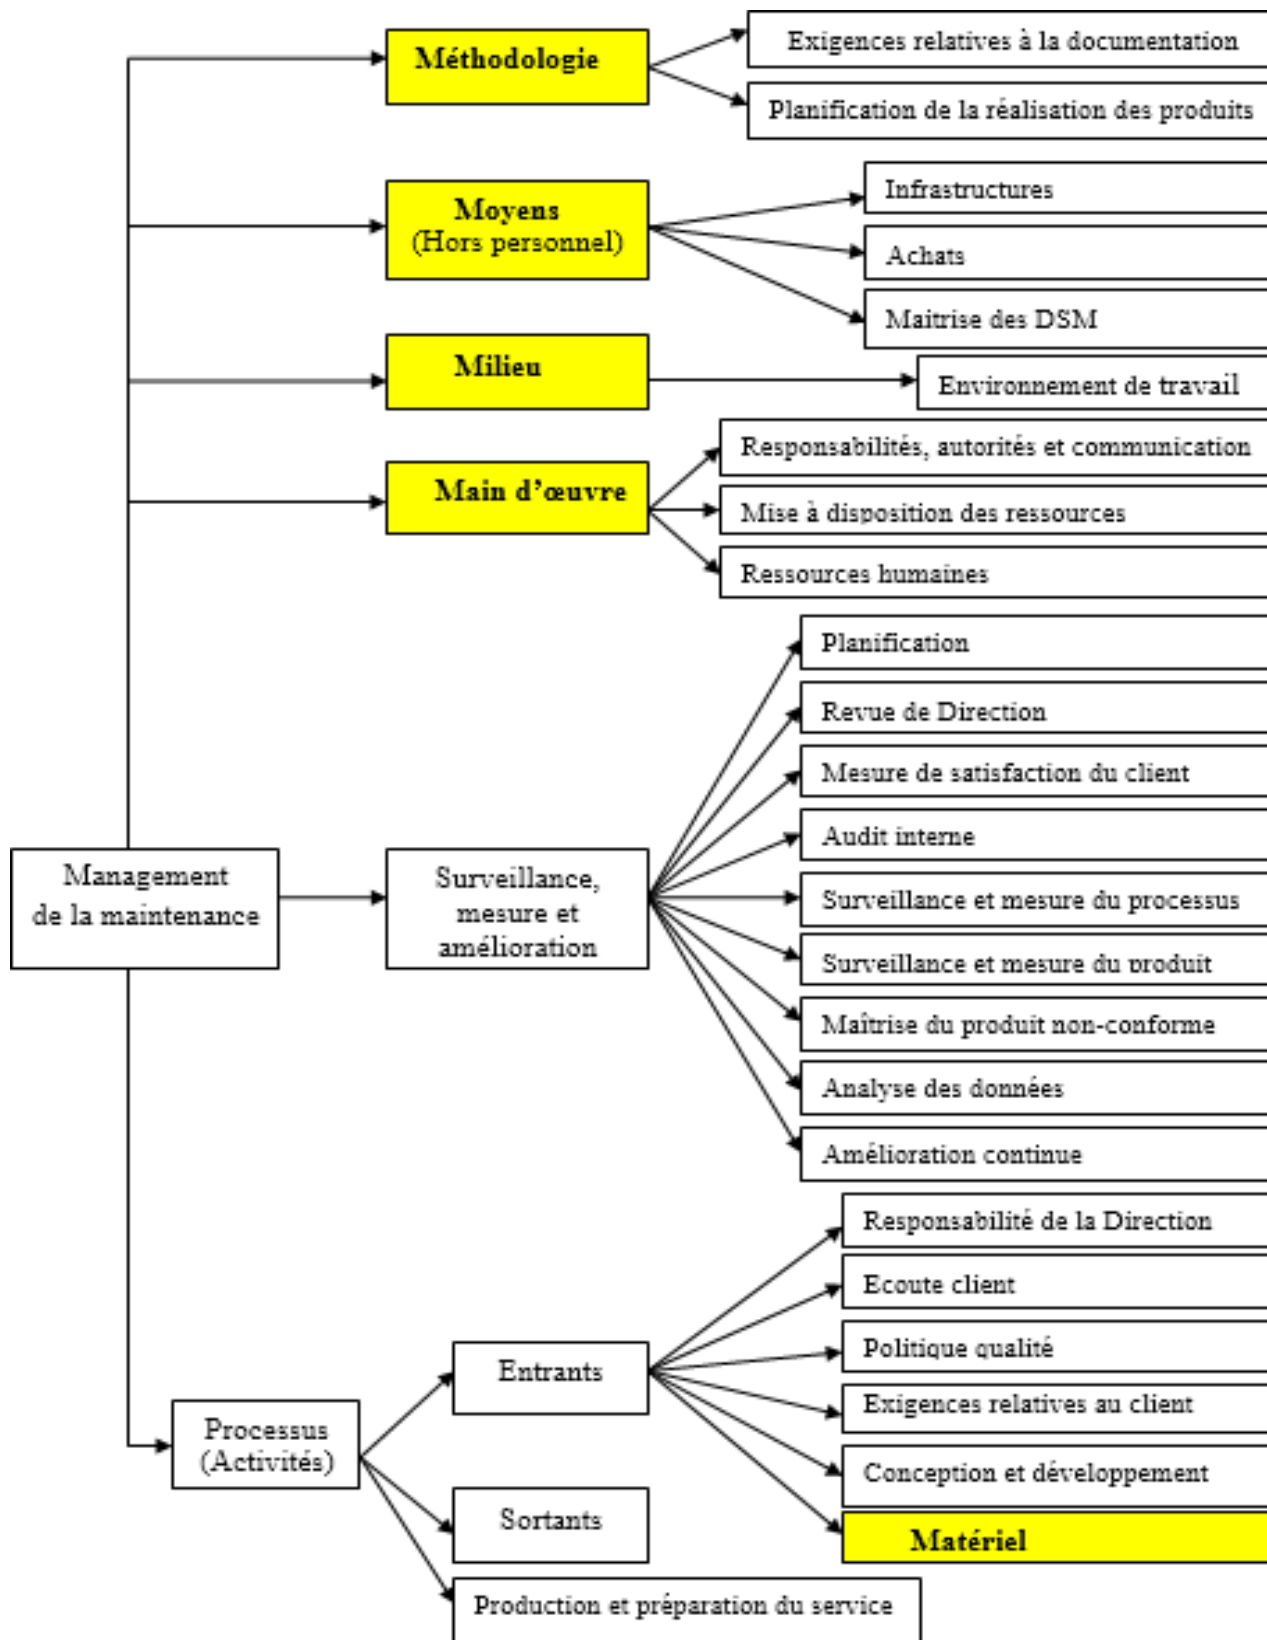 Méthodologie
Exigences relatives à la documentation
Planification de la réalisation des produits
Moyens
(Hors personnel)
Infrastructures
Achats
Maitrise des DSM
Milieu
Environnement de travail
Main d'œuvre
Responsabilités, autorités et communication
Mise à disposition des ressources
Ressources humaines
Management
de la maintenance
Surveillance,
mesure et
amélioration
Planification
Revue de Direction
Mesure de satisfaction du client
Audit interne
Surveillance et mesure du processus
Surveillance et mesure du produit
Maîtrise du produit non-conforme
Analyse des données
Amélioration continue
Processus
(Activités)
Entrants
Responsabilité de la Direction
Ecoute client
Politique qualité
Exigences relatives au client
Conception et développement
Matériel
Sortants
Production et préparation du service